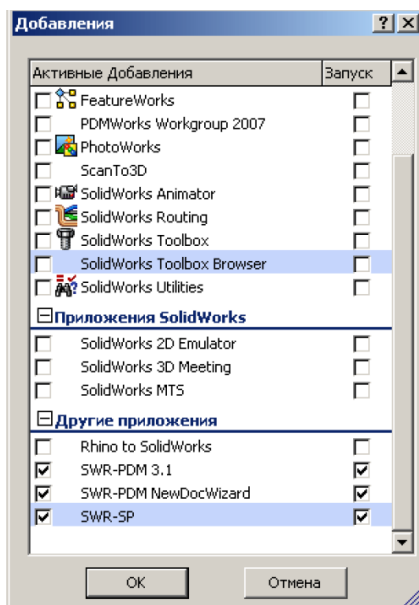 Добавления
Активные Добавления Запуск
FeatureWorks
PDMWorks Workgroup 2007
PhotoWorks
ScanTo3D
SolidWorks Animator
SolidWorks Routing
SolidWorks Toolbox
SolidWorks Toolbox Browser
SolidWorks Utilities
Приложения SolidWorks
SolidWorks 2D Emulator
SolidWorks 3D Meeting
SolidWorks MTS
Другие приложения
Rhino to SolidWorks
SWR-PDM 3.1
SWR-PDM NewDocWizard
SWR-SP
OK Отмена